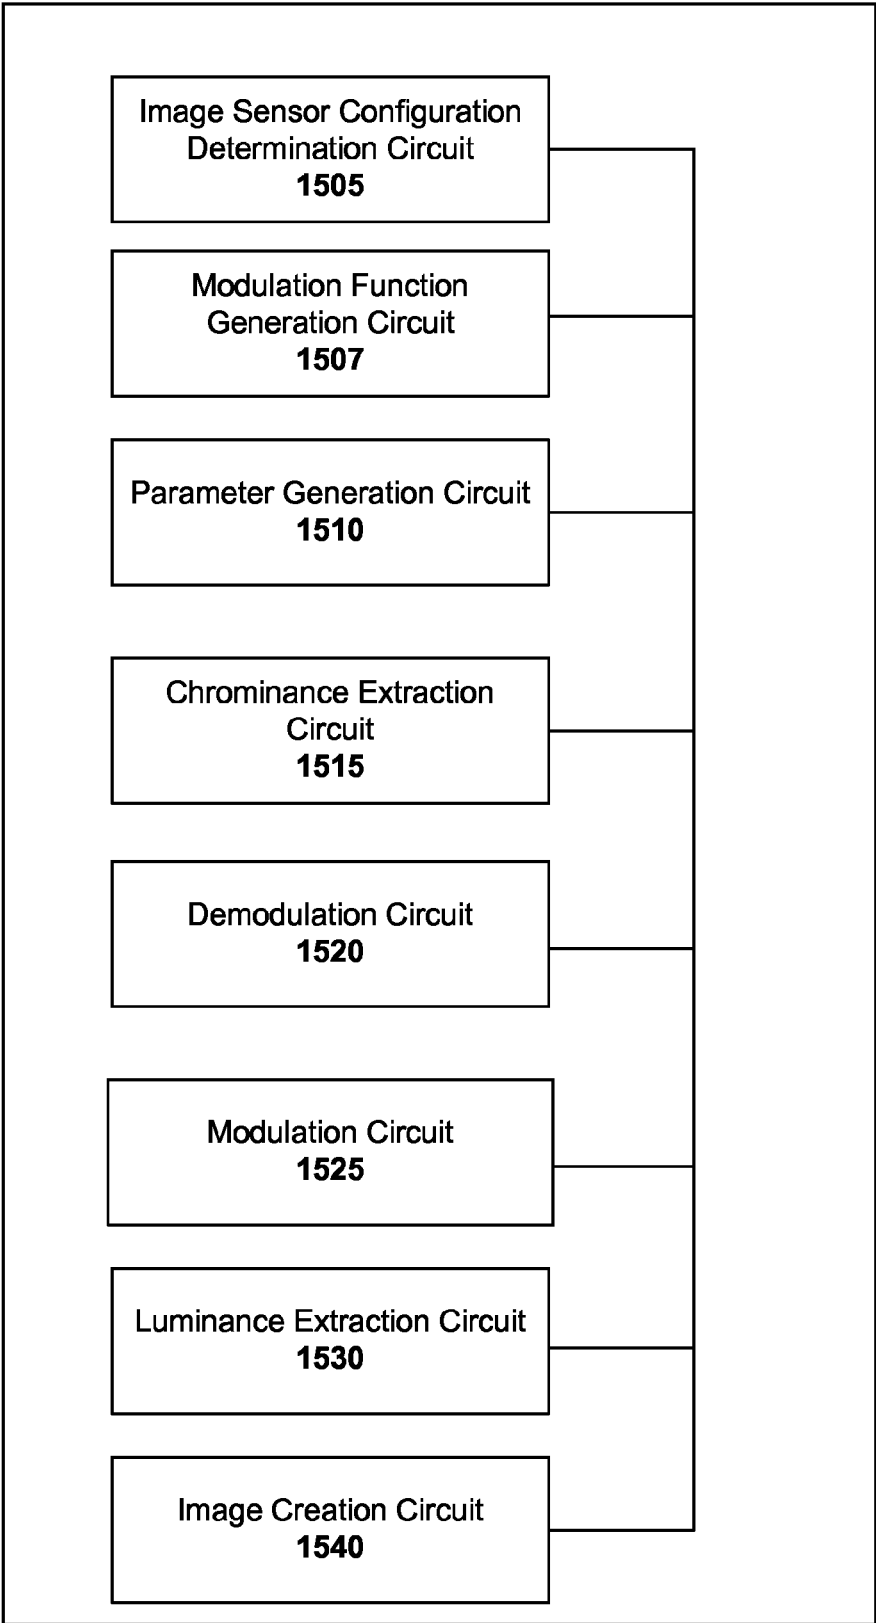 Image Sensor Configuration
Determination Circuit
1505
Modulation Function
Generation Circuit
1507
Parameter Generation Circuit
1510
Chrominance Extraction
Circuit
1515
Demodulation Circuit
1520
Modulation Circuit
1525
Luminance Extraction Circuit
1530
Image Creation Circuit
1540